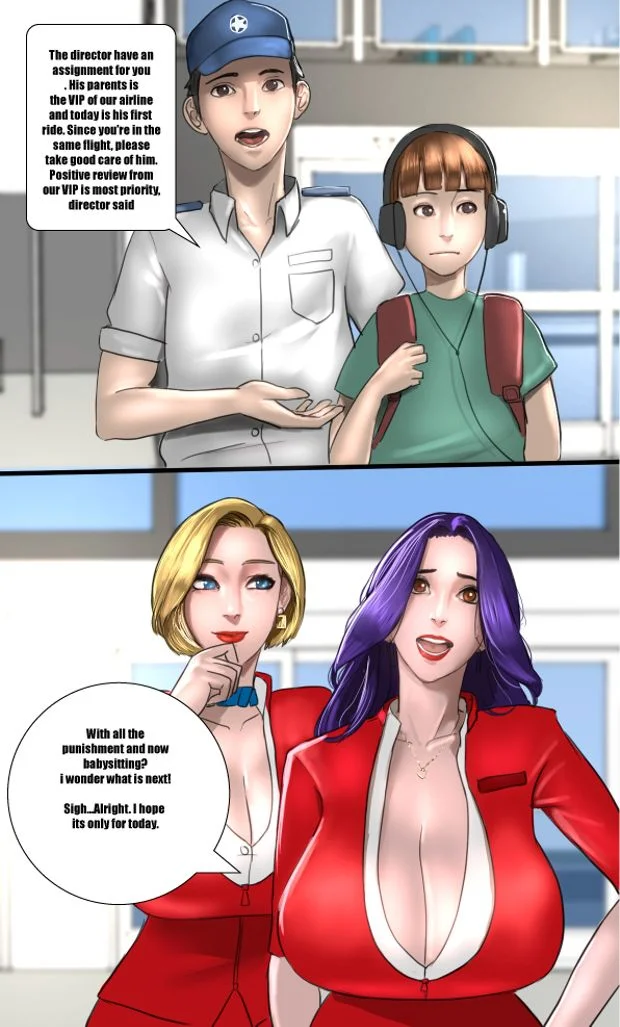 The director have an
assignment for you
. His parents is
the VIP of our airline
and today is his first
ride. Since you're in the
same flight, please
take good care of him.
Positive review from
our VIP is most priority,
director said
With all the
punishment and now
babysitting?
i wonder what is next!
Sigh...Alright. I hope
its only for today.